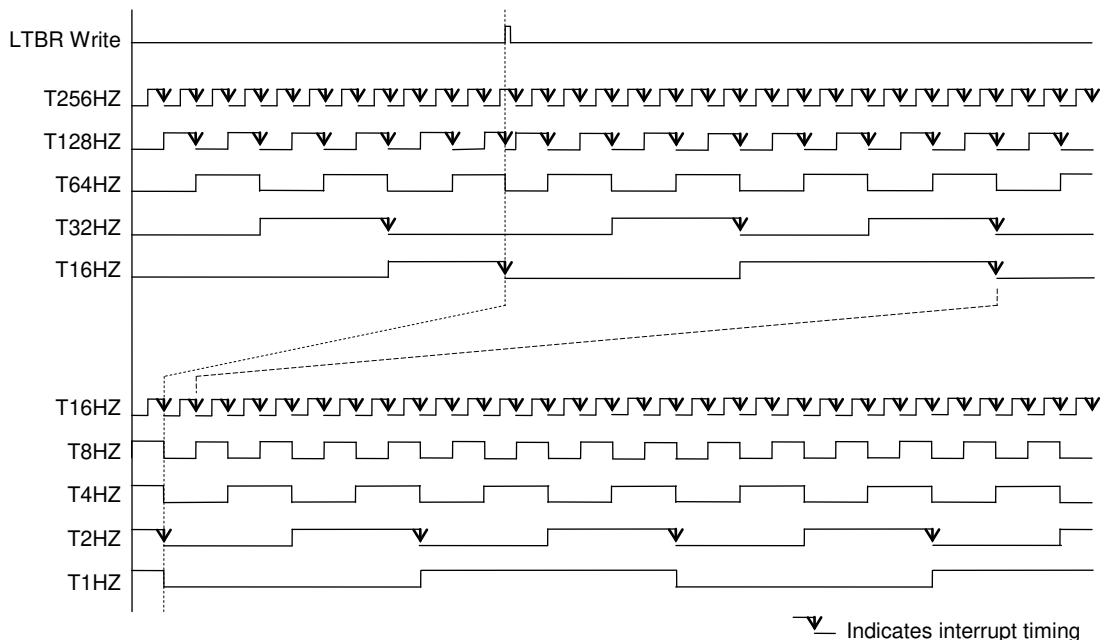 LTBR Write
T256HZ
T128HZ
T64HZ
T32HZ
T16HZ
T16HZ
T8HZ
T4HZ
T2HZ
T1HZ
Indicates interrupt timing